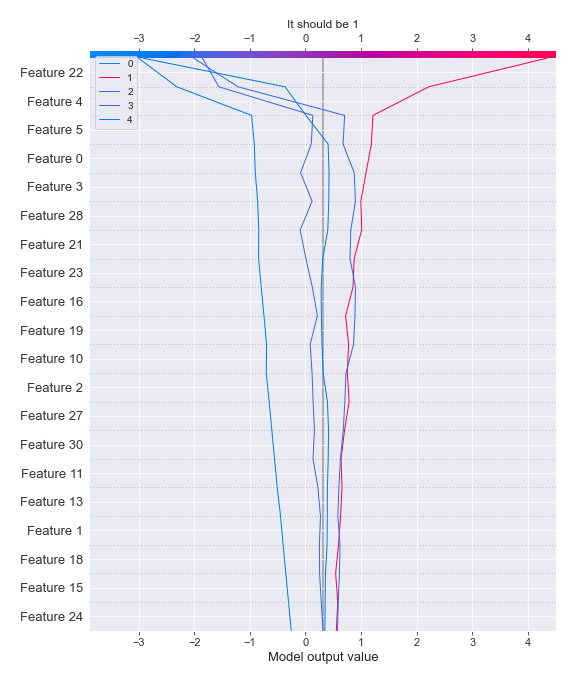 It should be 1
−3 −2 −1 0 1 2 3 4
0
1
2
3
4
Feature 22
Feature 4
Feature 5
Feature 0
Feature 3
Feature 28
Feature 21
Feature 23
Feature 16
Feature 19
Feature 10
Feature 2
Feature 27
Feature 30
Feature 11
Feature 13
Feature 1
Feature 18
Feature 15
Feature 24
−3 −2 −1 0 1 2 3 4
Model output value